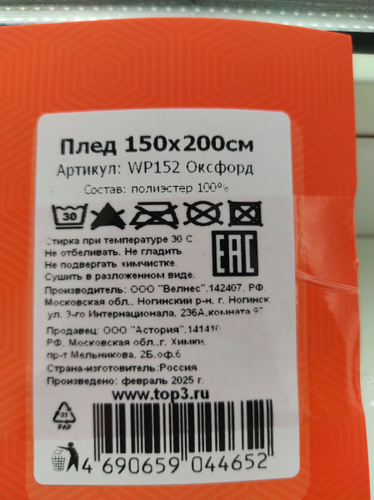 Плед 150х200см
Артикул: WP152 Оксфорд
Состав: полиэстер 100%
30
Стирка при температуре 30 С
Не отбеливать. Не гладить
Не подвергать химчистке.
Сушить в разложенном виде.
EAC
Производитель: ООО "Велнес".142407, РФ
Московская обл., Ногинский р-н, г. Ногинск
ул. 3-го Интернационала, 236А,комната
Продавец: ООО "Астория".141410
РФ, Московская обл.,г. Химки,
пр-т Мельникова, 2Б,оф.6
Страна-изготовитель:Россия
Произведено: февраль 2025 г.
www.top3.ru
21
PAP
4 690659 044652